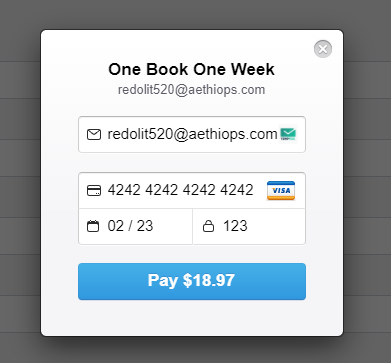 One Book One Week
redolit520@aethiops.com
redolit520@aethiops.com
4242 4242 4242 4242 VISA
02 / 23 123
Pay $18.97